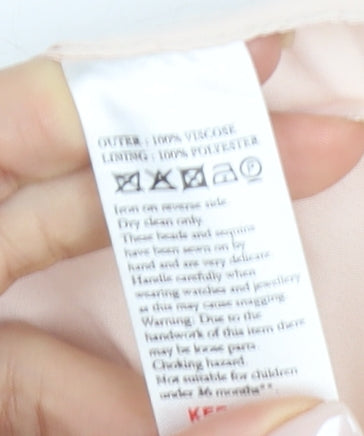 OUTER : 100% VISCOSE
LINING : 100% POLYESTER
P
Iron on reverse side
Dry clean only
These beads and sequins
have been sewn on by
hand and are very delicate.
Handle carefully when
wearing watches and jewellery
as this may cause snagging.
Warning: Due to the
handwork of this item there
may be loose parts.
Choking hazard.
Not suitable for children
under 36 months**.